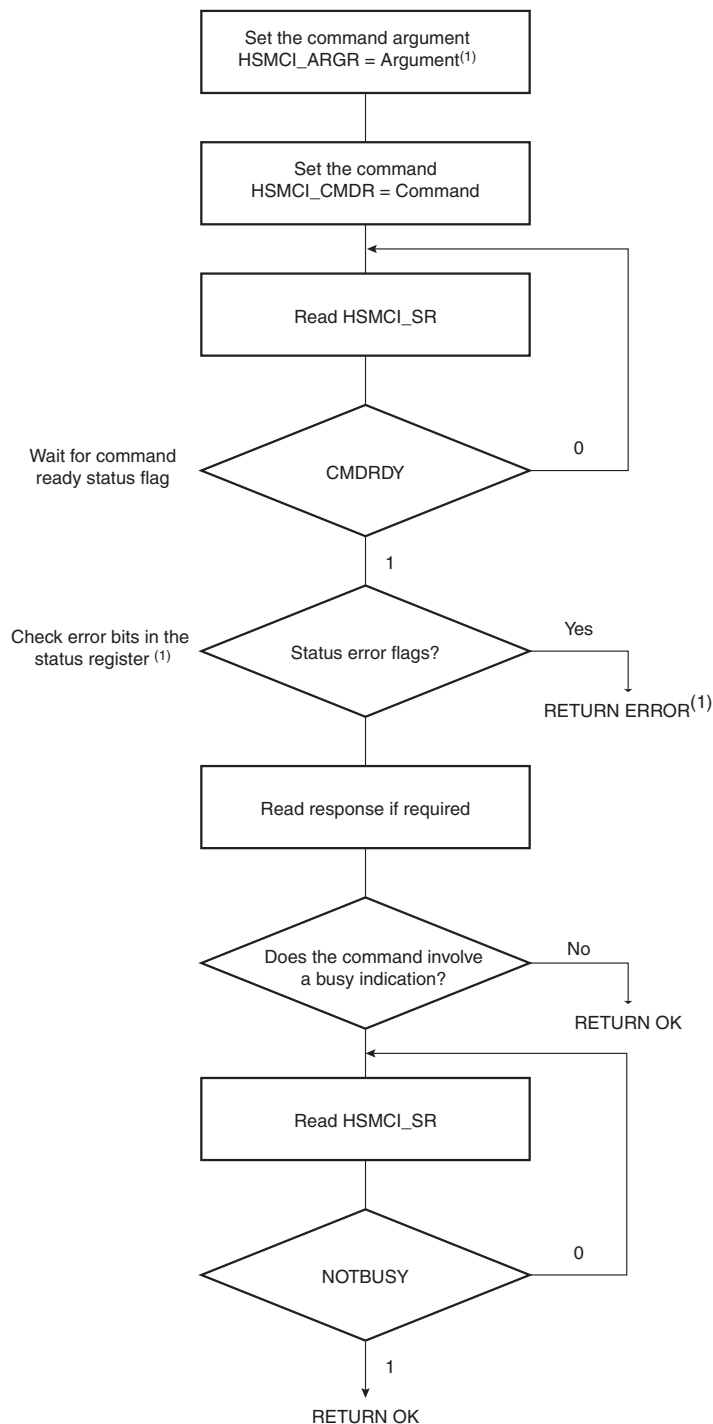 Set the command argument
HSMCI_ARGR = Argument(1)
Set the command
HSMCI_CMDR = Command
Read HSMCI_SR
Wait for command
ready status flag
CMDRDY
0
1
Check error bits in the
status register (1)
Status error flags?
Yes
RETURN ERROR(1)
Read response if required
Does the command involve
a busy indication?
No
RETURN OK
Read HSMCI_SR
NOTBUSY
0
1
RETURN OK